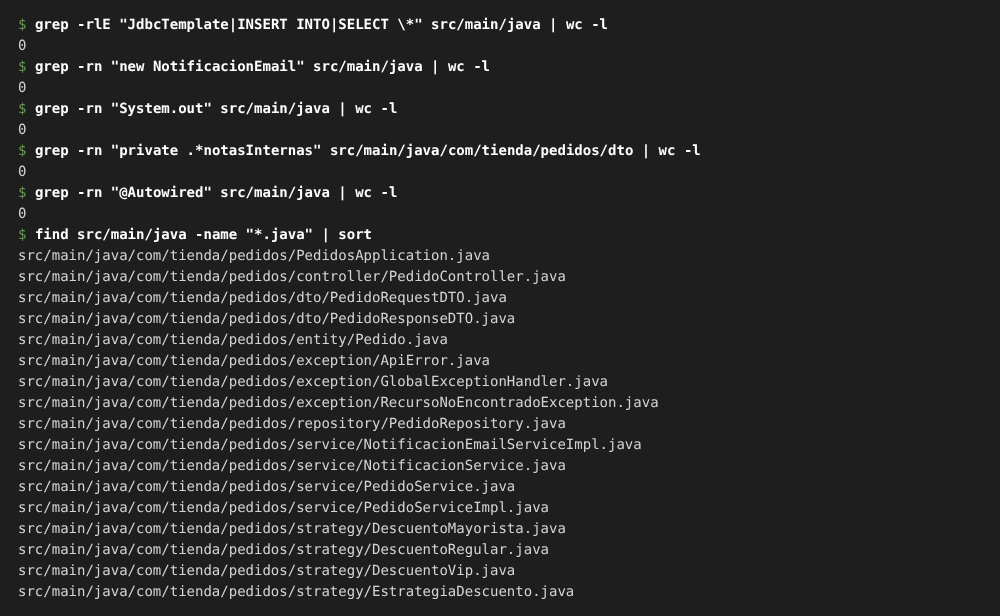 $ grep -rlE "JdbcTemplate|INSERT INTO|SELECT \*" src/main/java | wc -l
0
$ grep -rn "new NotificacionEmail" src/main/java | wc -l
0
$ grep -rn "System.out" src/main/java | wc -l
0
$ grep -rn "private .*notasInternas" src/main/java/com/tienda/pedidos/dto | wc -l
0
$ grep -rn "@Autowired" src/main/java | wc -l
0
$ find src/main/java -name "*.java" | sort
src/main/java/com/tienda/pedidos/PedidosApplication.java
src/main/java/com/tienda/pedidos/controller/PedidoController.java
src/main/java/com/tienda/pedidos/dto/PedidoRequestDTO.java
src/main/java/com/tienda/pedidos/dto/PedidoResponseDTO.java
src/main/java/com/tienda/pedidos/entity/Pedido.java
src/main/java/com/tienda/pedidos/exception/ApiError.java
src/main/java/com/tienda/pedidos/exception/GlobalExceptionHandler.java
src/main/java/com/tienda/pedidos/exception/RecursoNoEncontradoException.java
src/main/java/com/tienda/pedidos/repository/PedidoRepository.java
src/main/java/com/tienda/pedidos/service/NotificacionEmailServiceImpl.java
src/main/java/com/tienda/pedidos/service/NotificacionService.java
src/main/java/com/tienda/pedidos/service/PedidoService.java
src/main/java/com/tienda/pedidos/service/PedidoServiceImpl.java
src/main/java/com/tienda/pedidos/strategy/DescuentoMayorista.java
src/main/java/com/tienda/pedidos/strategy/DescuentoRegular.java
src/main/java/com/tienda/pedidos/strategy/DescuentoVip.java
src/main/java/com/tienda/pedidos/strategy/EstrategiaDescuento.java